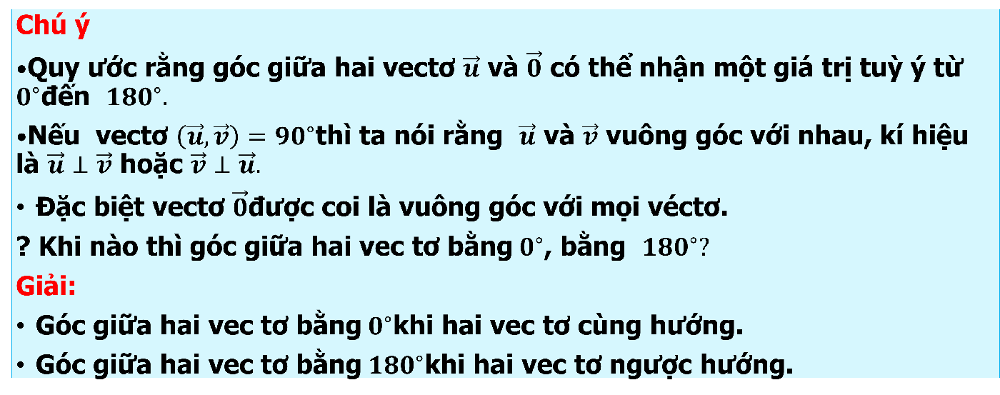 Chú ý
•Quy ước rằng góc giữa hai vectơ $\vec{u}$ và $\vec{0}$ có thể nhận một giá trị tuỳ ý từ
$0^\circ$đến $180^\circ$.
•Nếu vectơ $(\vec{u},\vec{v}) = 90^\circ$thì ta nói rằng $\vec{u}$ và $\vec{v}$ vuông góc với nhau, kí hiệu
là $\vec{u} \perp \vec{v}$ hoặc $\vec{v} \perp \vec{u}$.
• Đặc biệt vectơ $\vec{0}$được coi là vuông góc với mọi véctơ.
? Khi nào thì góc giữa hai vec tơ bằng $0^\circ$, bằng $180^\circ$?
Giải:
• Góc giữa hai vec tơ bằng $0^\circ$khi hai vec tơ cùng hướng.
• Góc giữa hai vec tơ bằng $180^\circ$khi hai vec tơ ngược hướng.